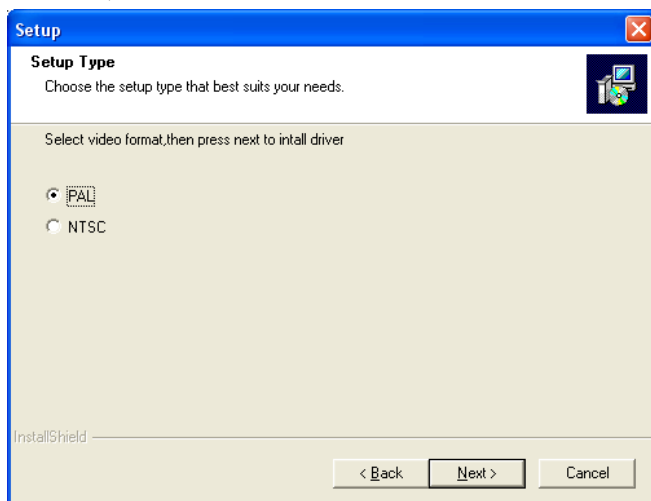 Setup
Setup Type
Choose the setup type that best suits your needs.
Select video format,then press next to intall driver
PAL
NTSC
InstallShield
< Back
Next >
Cancel